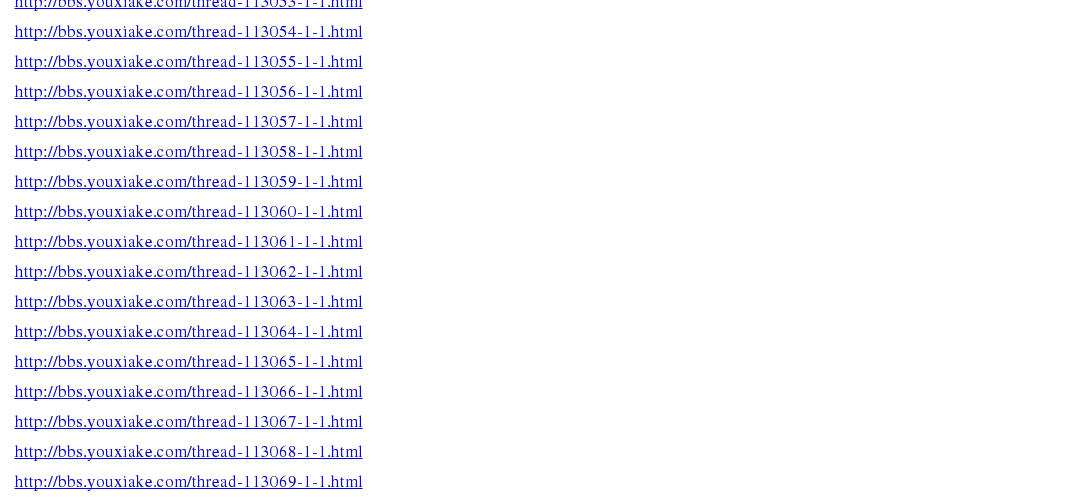 http://bbs.youxiake.com/thread-113053-1-1.html
http://bbs.youxiake.com/thread-113054-1-1.html
http://bbs.youxiake.com/thread-113055-1-1.html
http://bbs.youxiake.com/thread-113056-1-1.html
http://bbs.youxiake.com/thread-113057-1-1.html
http://bbs.youxiake.com/thread-113058-1-1.html
http://bbs.youxiake.com/thread-113059-1-1.html
http://bbs.youxiake.com/thread-113060-1-1.html
http://bbs.youxiake.com/thread-113061-1-1.html
http://bbs.youxiake.com/thread-113062-1-1.html
http://bbs.youxiake.com/thread-113063-1-1.html
http://bbs.youxiake.com/thread-113064-1-1.html
http://bbs.youxiake.com/thread-113065-1-1.html
http://bbs.youxiake.com/thread-113066-1-1.html
http://bbs.youxiake.com/thread-113067-1-1.html
http://bbs.youxiake.com/thread-113068-1-1.html
http://bbs.youxiake.com/thread-113069-1-1.html